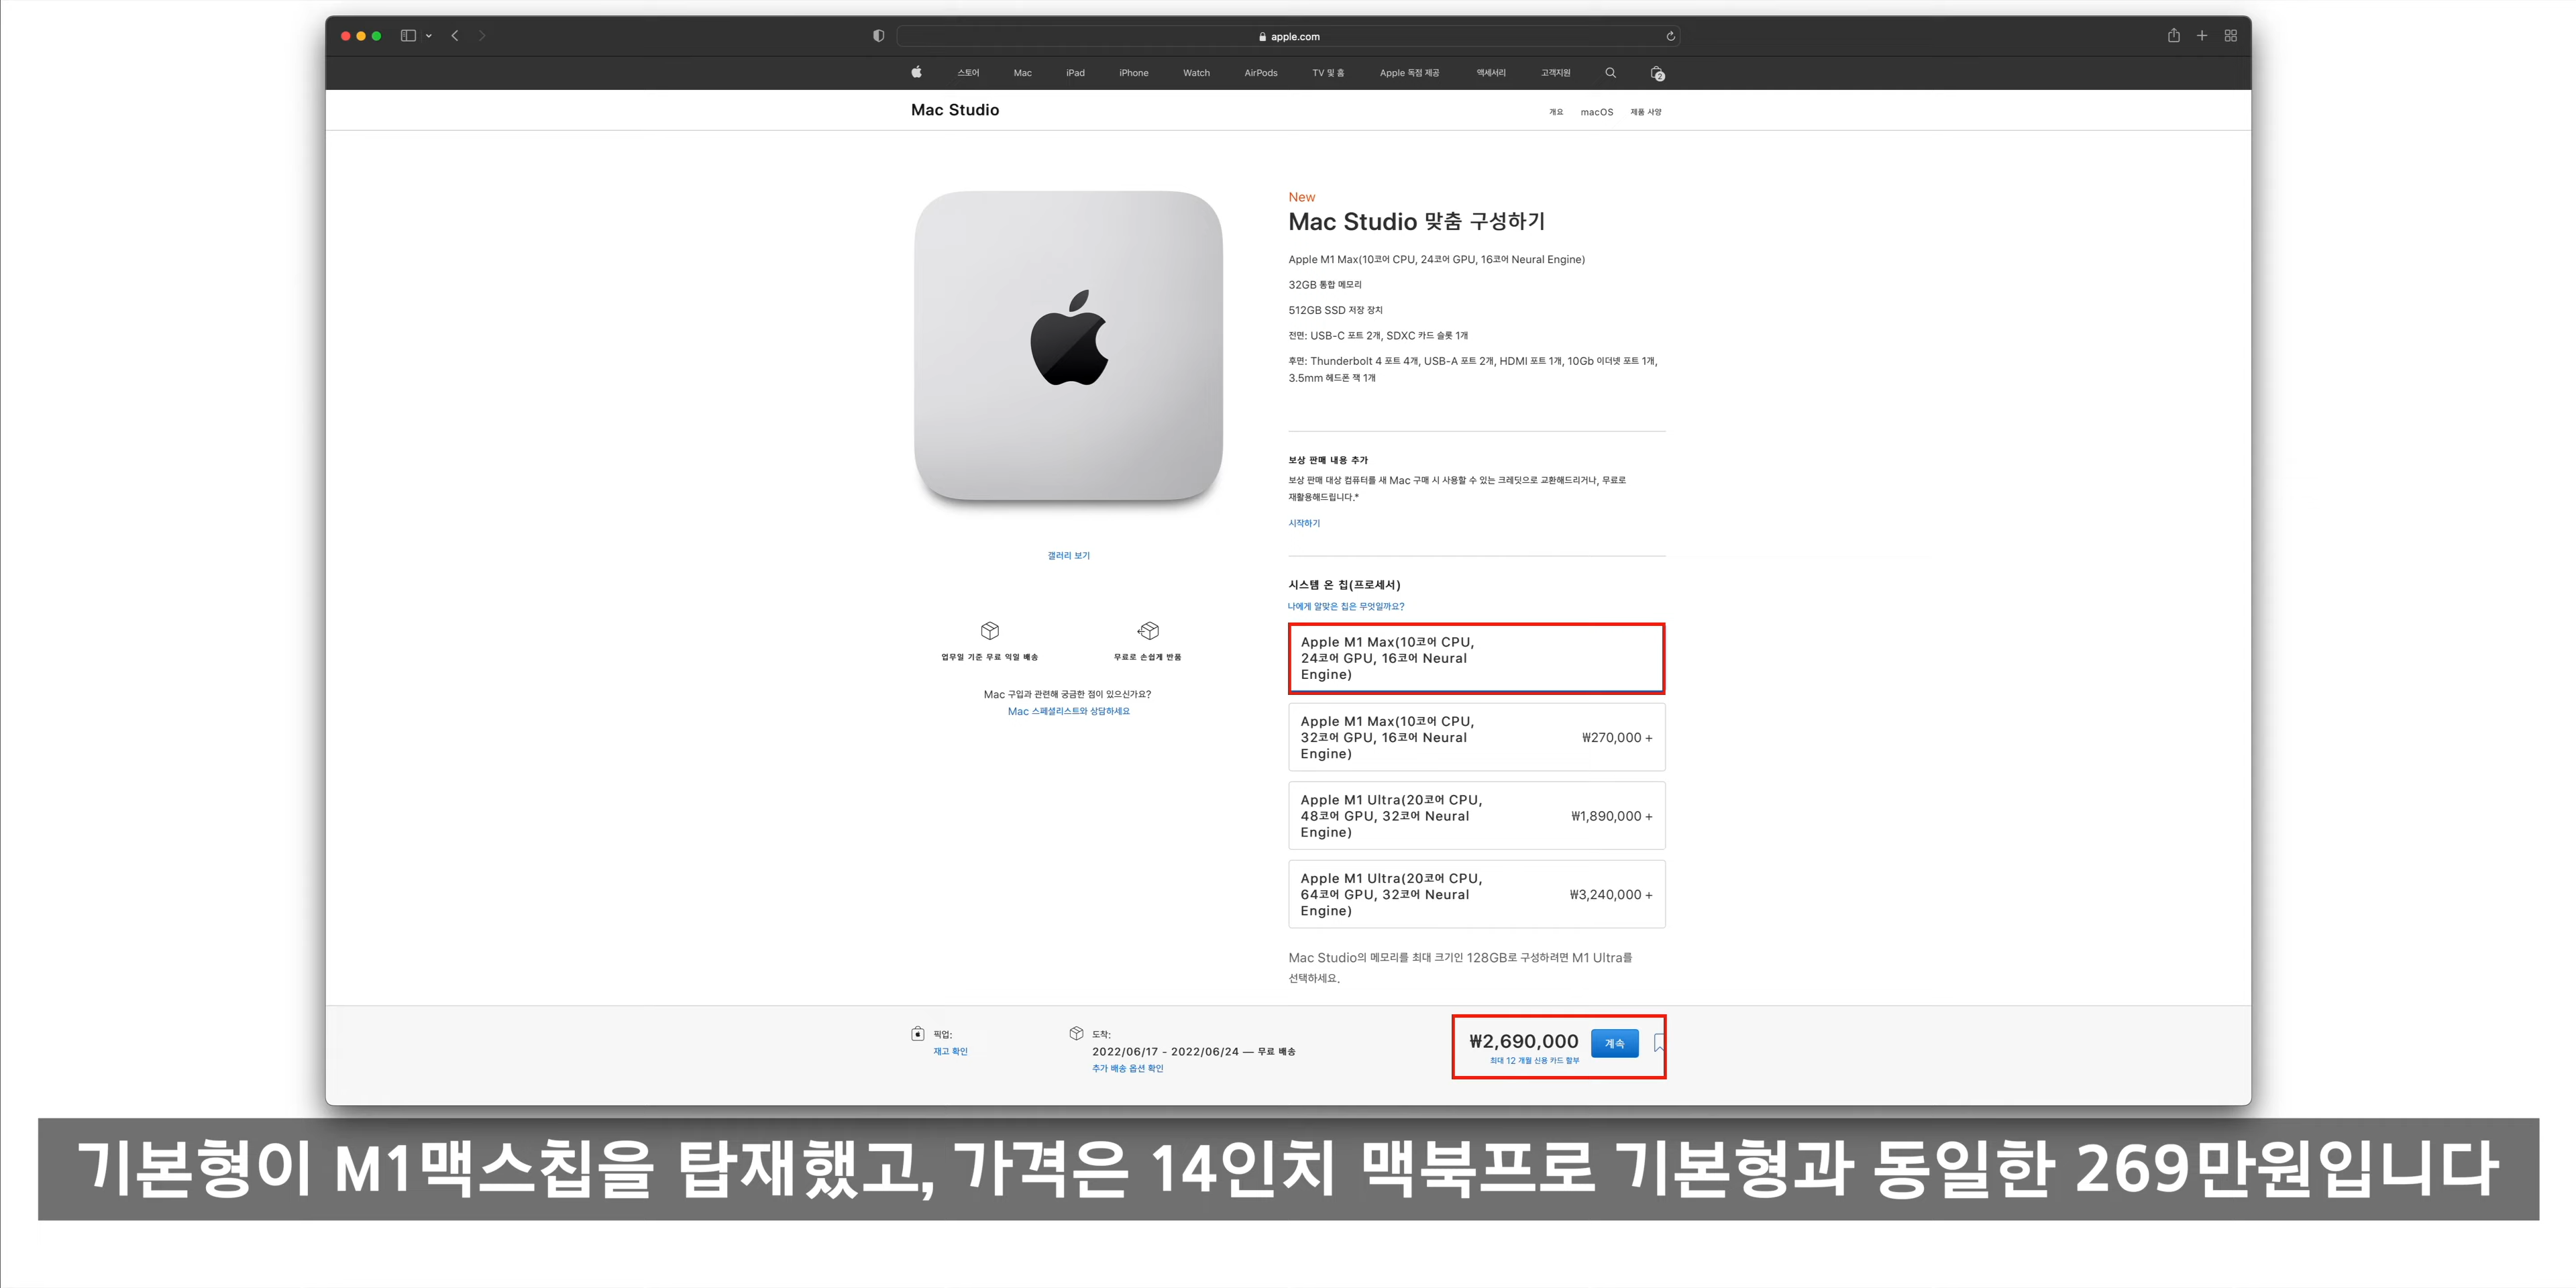 apple.com
스토어
Mac
iPad
iPhone
Watch
AirPods
TV 및 홈
Apple 독점 제공
액세서리
고객지원
2
Mac Studio
개요
macOS
제품 사양
New
Mac Studio 맞춤 구성하기
Apple M1 Max(10코어 CPU, 24코어 GPU, 16코어 Neural Engine)
32GB 통합 메모리
512GB SSD 저장 장치
전면: USB-C 포트 2개, SDXC 카드 슬롯 1개
후면: Thunderbolt 4 포트 4개, USB-A 포트 2개, HDMI 포트 1개, 10Gb 이더넷 포트 1개,
3.5mm 헤드폰 잭 1개
보상 판매 내용 추가
보상 판매 대상 컴퓨터를 새 Mac 구매 시 사용할 수 있는 크레딧으로 교환해드리거나, 무료로
재활용해드립니다.*
시작하기
갤러리 보기
업무일 기준 무료 익일 배송
무료로 손쉽게 반품
Mac 구입과 관련해 궁금한 점이 있으신가요?
Mac 스페셜리스트와 상담하세요
시스템 온 칩(프로세서)
나에게 알맞은 칩은 무엇일까요?
Apple M1 Max(10코어 CPU,
24코어 GPU, 16코어 Neural
Engine)
Apple M1 Max(10코어 CPU,
32코어 GPU, 16코어 Neural
Engine)
₩270,000 +
Apple M1 Ultra(20코어 CPU,
48코어 GPU, 32코어 Neural
Engine)
₩1,890,000 +
Apple M1 Ultra(20코어 CPU,
64코어 GPU, 32코어 Neural
Engine)
₩3,240,000 +
Mac Studio의 메모리를 최대 크기인 128GB로 구성하려면 M1 Ultra를
선택하세요.
픽업:
재고 확인
도착:
2022/06/17 - 2022/06/24 — 무료 배송
추가 배송 옵션 확인
₩2,690,000
최대 12 개월 신용 카드 할부
계속
기본형이 M1맥스칩을 탑재했고, 가격은 14인치 맥북프로 기본형과 동일한 269만원입니다